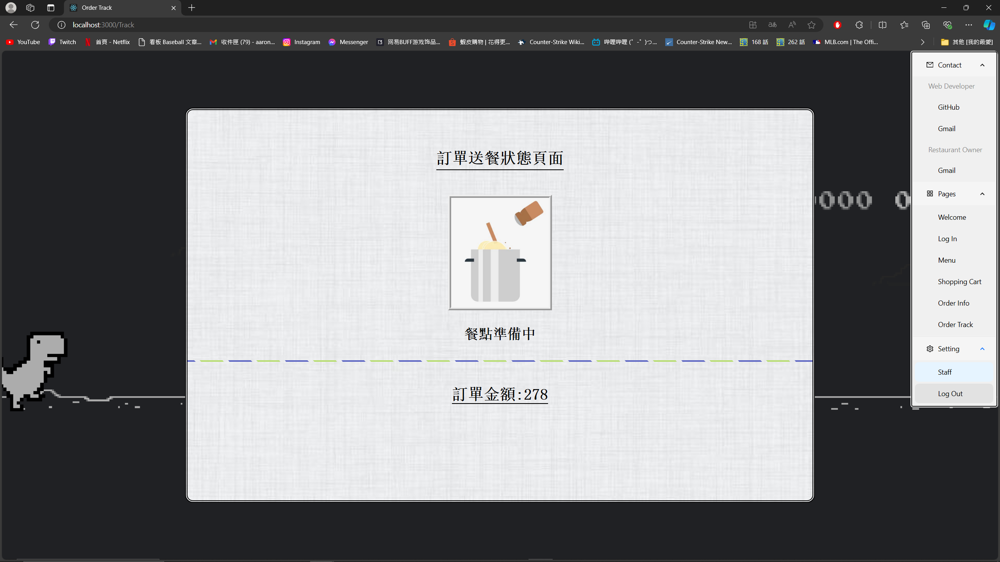 Order Track
localhost:3000/Track
YouTube
Twitch
首頁 - Netflix
看板 Baseball 文章...
收件匣 (79) - aaron...
Instagram
Messenger
网易BUFF游戏饰品...
蝦皮購物 | 花得更...
Counter-Strike Wiki...
哔哩哔哩 (゜-゜)つ...
Counter-Strike New...
168 話
262 話
MLB.com | The Offi...
其他 [我的最愛]
訂單送餐狀態頁面
餐點準備中
訂單金額:278
Contact
Web Developer
GitHub
Gmail
Restaurant Owner
Gmail
Pages
Welcome
Log In
Menu
Shopping Cart
Order Info
Order Track
Setting
Staff
Log Out